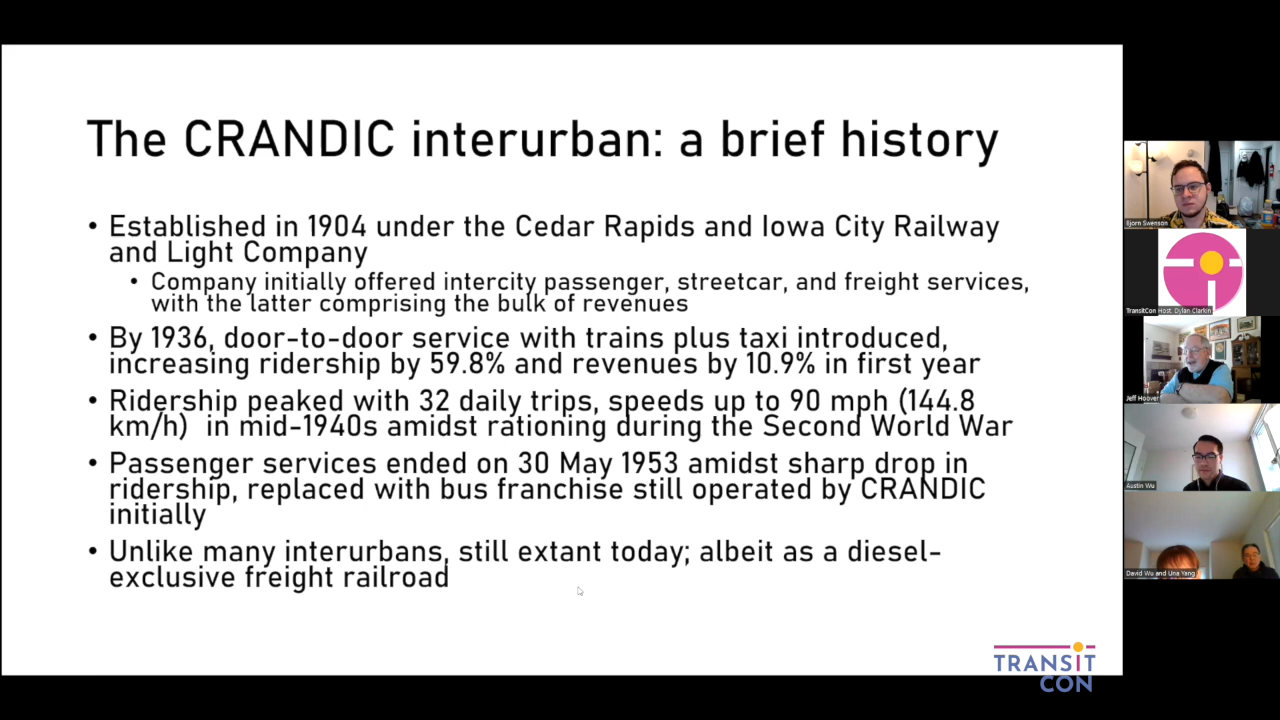 The CRANDIC interurban: a brief history
• Established in 1904 under the Cedar Rapids and Iowa City Railway
and Light Company
• Company initially offered intercity passenger, streetcar, and freight services,
with the latter comprising the bulk of revenues
• By 1936, door-to-door service with trains plus taxi introduced,
increasing ridership by 59.8% and revenues by 10.9% in first year
• Ridership peaked with 32 daily trips, speeds up to 90 mph (144.8
km/h) in mid-1940s amidst rationing during the Second World War
• Passenger services ended on 30 May 1953 amidst sharp drop in
ridership, replaced with bus franchise still operated by CRANDIC
initially
• Unlike many interurbans, still extant today; albeit as a diesel-
exclusive freight railroad
TRANSIT
CON
Bjorn Swenson
TransitCon Host, Dylan Clarkin
Jeff Hoover
Austin Wu
David Wu and Una Yang